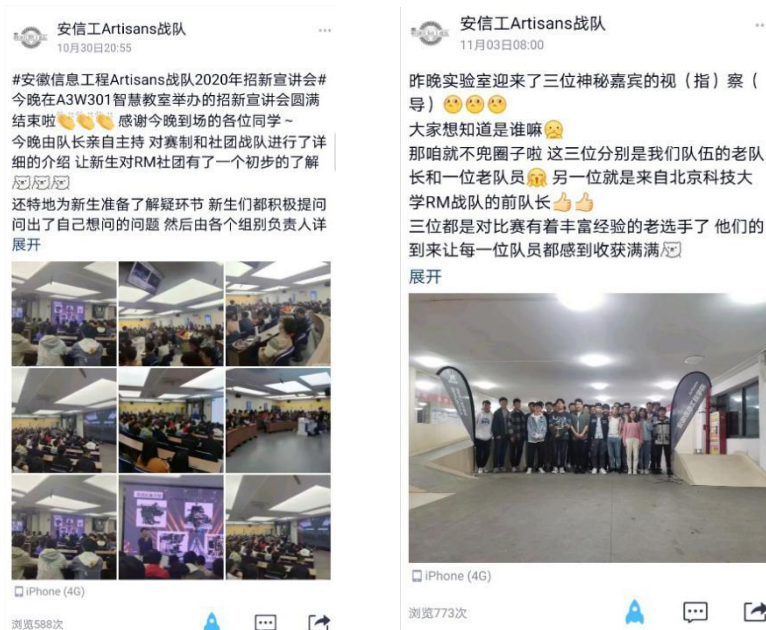 安信工Artisans战队
10月30日20:55
#安徽信息工程Artisans战队2020年招新宣讲会#
今晚在A3W301智慧教室举办的招新宣讲会圆满
结束啦👏👏👏 感谢今晚到场的各位同学 ~
今晚由队长亲自主持 对赛制和社团战队进行了详
细的介绍 让新生对RM社团有了一个初步的了解
还特地为新生准备了解疑环节 新生们都积极提问
问出了自己想问的问题 然后由各个组别负责人详
展开
iPhone (4G)
浏览588次
安信工Artisans战队
11月03日08:00
昨晚实验室迎来了三位神秘嘉宾的视（指）察（
导）
大家想知道是谁嘛
那咱就不兜圈子啦 这三位分别是我们队伍的老队
长和一位老队员🤗 另一位就是来自北京科技大
学RM战队的前队长👍👍
三位都是对比赛有着丰富经验的老选手了 他们的
到来让每一位队员都感到收获满满
展开
iPhone (4G)
浏览773次